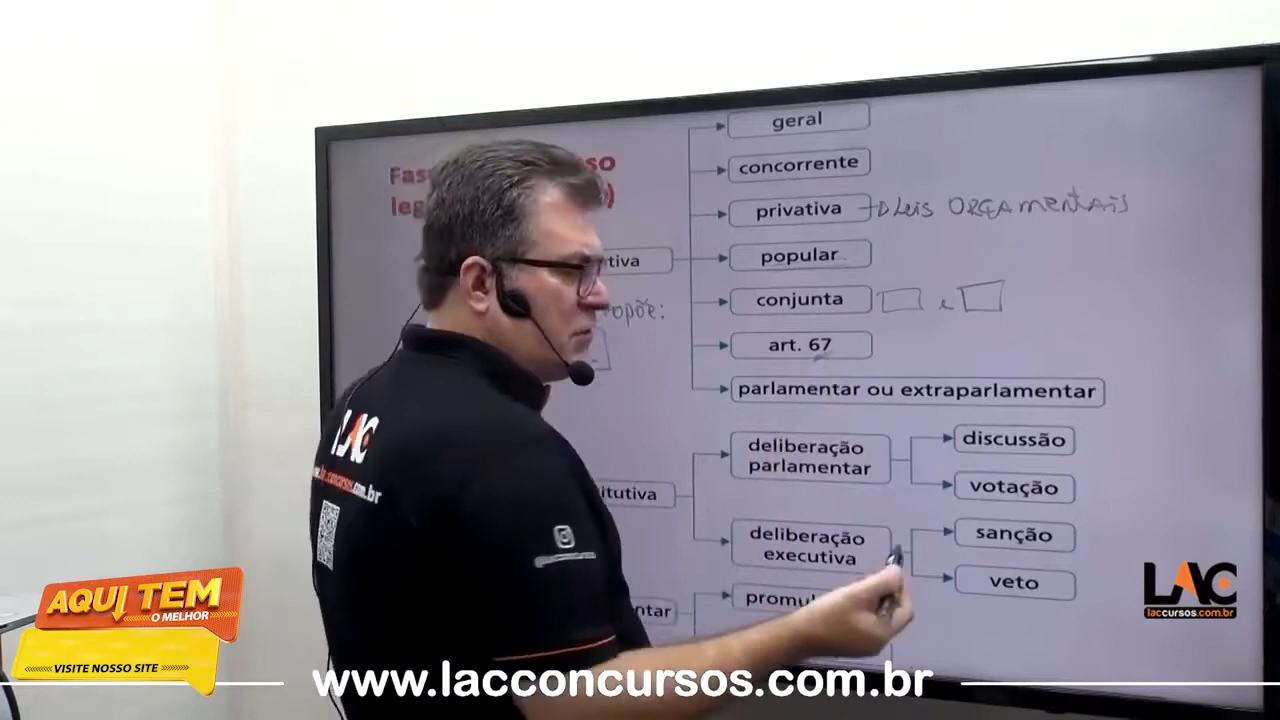 geral
concorrente
privativa
Leis ORÇAMENTAIS
popular
conjunta
e
art. 67
parlamentar ou extraparlamentar
deliberação
parlamentar
discussão
votação
deliberação
executiva
sanção
veto
LAC
LAC
laccursos.com.br
AQUI TEM
O MELHOR
VISITE NOSSO SITE
www.lacconcursos.com.br